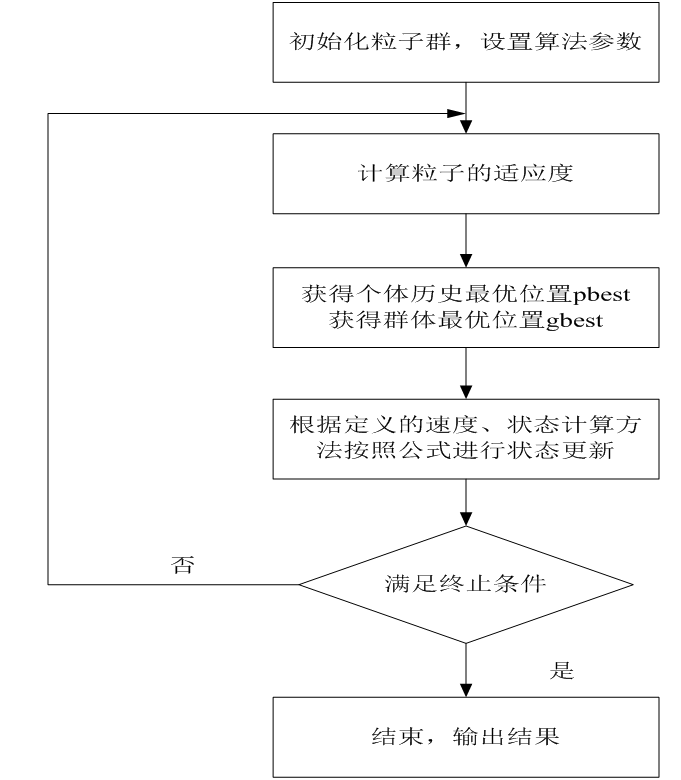 初始化粒子群，设置算法参数
计算粒子的适应度
获得个体历史最优位置pbest
获得群体最优位置gbest
根据定义的速度、状态计算方
法按照公式进行状态更新
否
满足终止条件
是
结束，输出结果